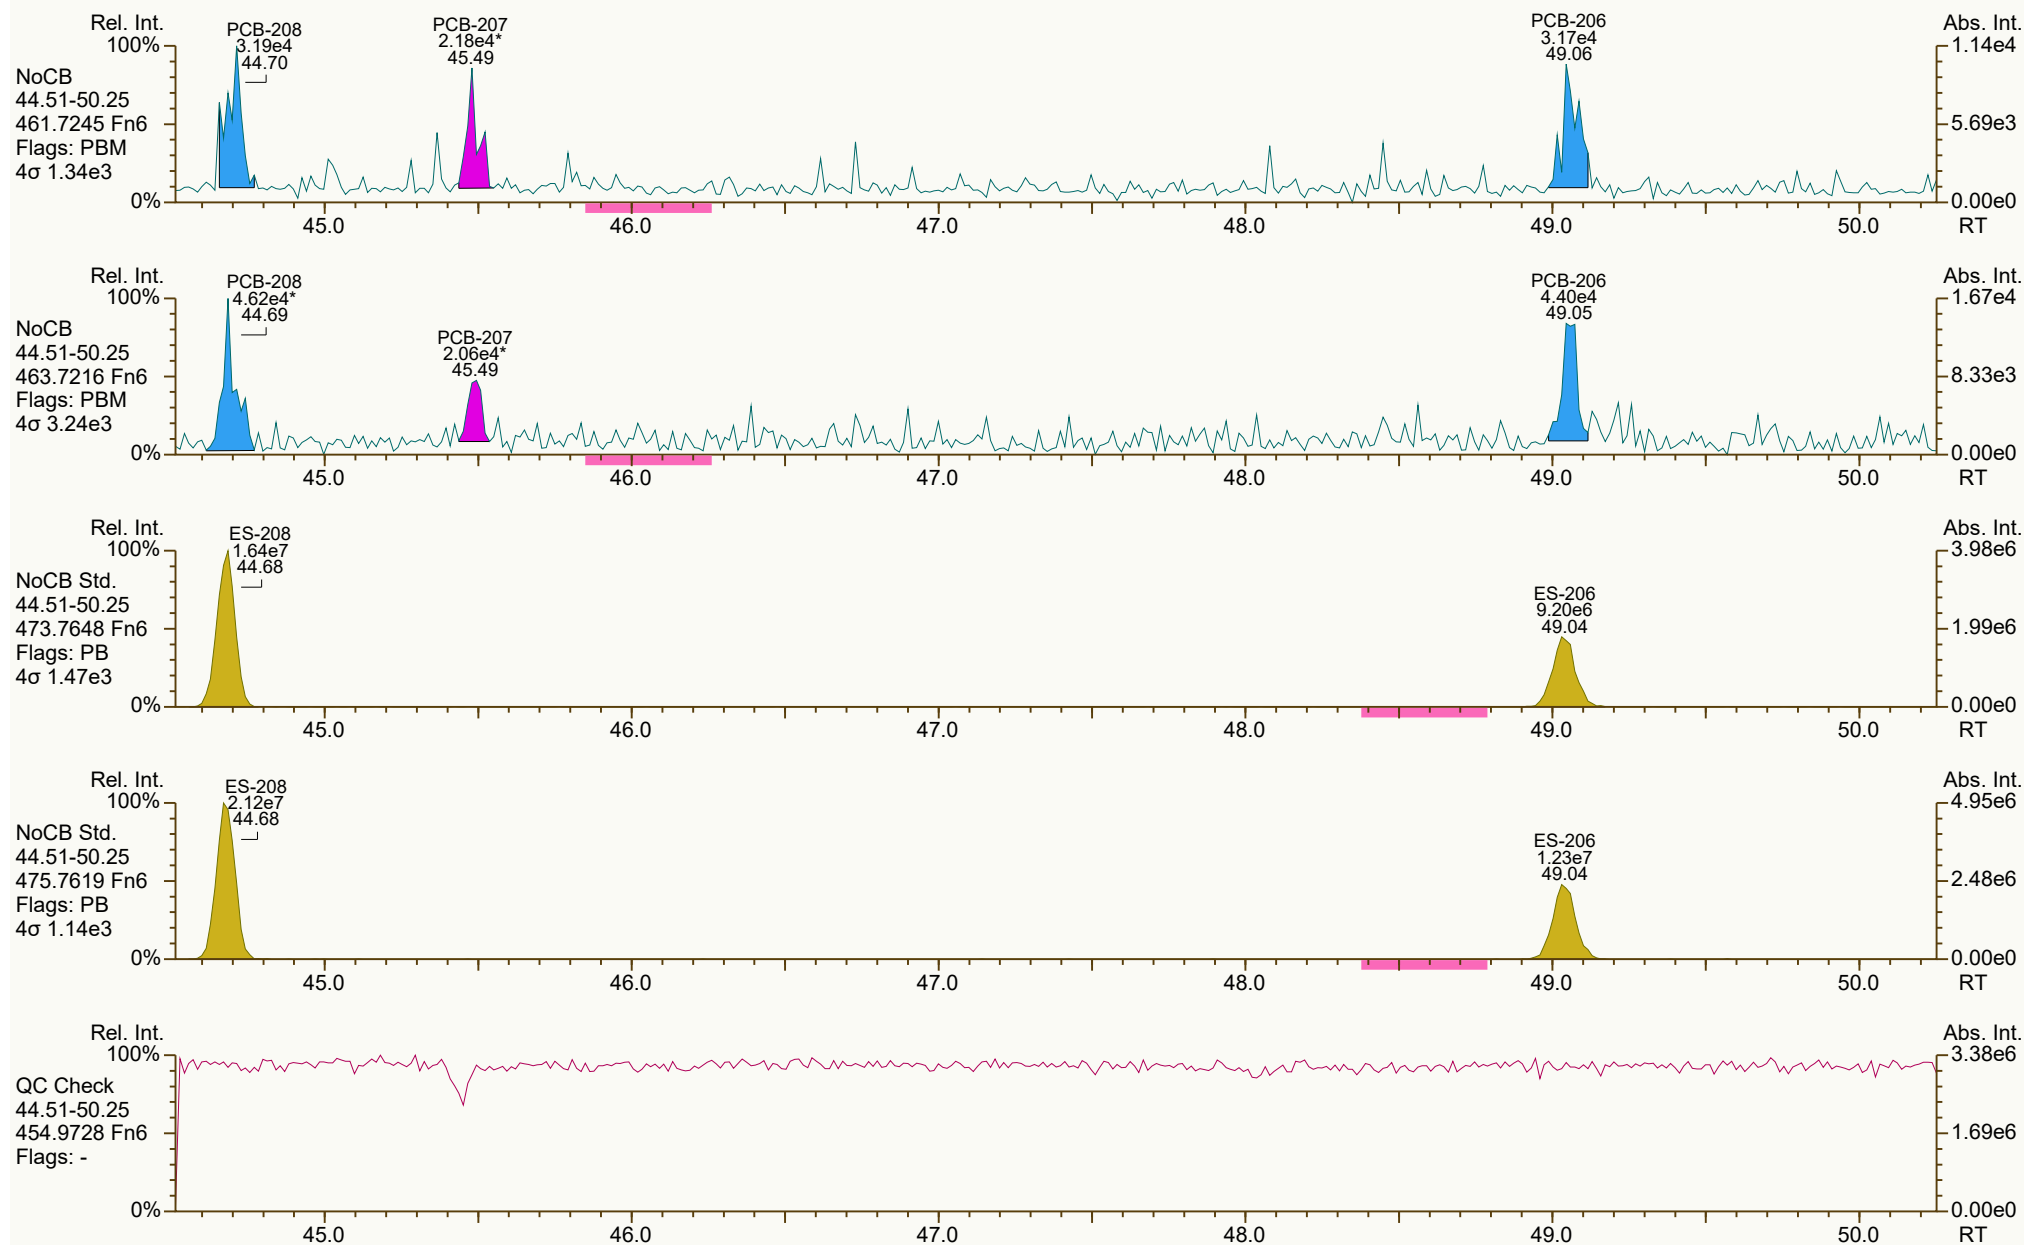 Rel. Int.
Abs. Int.
NoCB
44.51-50.25
461.7245 Fn6
Flags: PBM
4σ 1.34e3
100%
0%
PCB-208
3.19e4
44.70
PCB-207
2.18e4*
45.49
PCB-206
3.17e4
49.06
1.14e4
5.69e3
0.00e0
45.0 46.0 47.0 48.0 49.0 50.0 RT
Rel. Int.
Abs. Int.
NoCB
44.51-50.25
463.7216 Fn6
Flags: PBM
4σ 3.24e3
100%
0%
PCB-208
4.62e4*
44.69
PCB-207
2.06e4*
45.49
PCB-206
4.40e4
49.05
1.67e4
8.33e3
0.00e0
45.0 46.0 47.0 48.0 49.0 50.0 RT
Rel. Int.
Abs. Int.
NoCB Std.
44.51-50.25
473.7648 Fn6
Flags: PB
4σ 1.47e3
100%
0%
ES-208
1.64e7
44.68
ES-206
9.20e6
49.04
3.98e6
1.99e6
0.00e0
45.0 46.0 47.0 48.0 49.0 50.0 RT
Rel. Int.
Abs. Int.
NoCB Std.
44.51-50.25
475.7619 Fn6
Flags: PB
4σ 1.14e3
100%
0%
ES-208
2.12e7
44.68
ES-206
1.23e7
49.04
4.95e6
2.48e6
0.00e0
45.0 46.0 47.0 48.0 49.0 50.0 RT
Rel. Int.
Abs. Int.
QC Check
44.51-50.25
454.9728 Fn6
Flags: -
100%
0%
3.38e6
1.69e6
0.00e0
45.0 46.0 47.0 48.0 49.0 50.0 RT